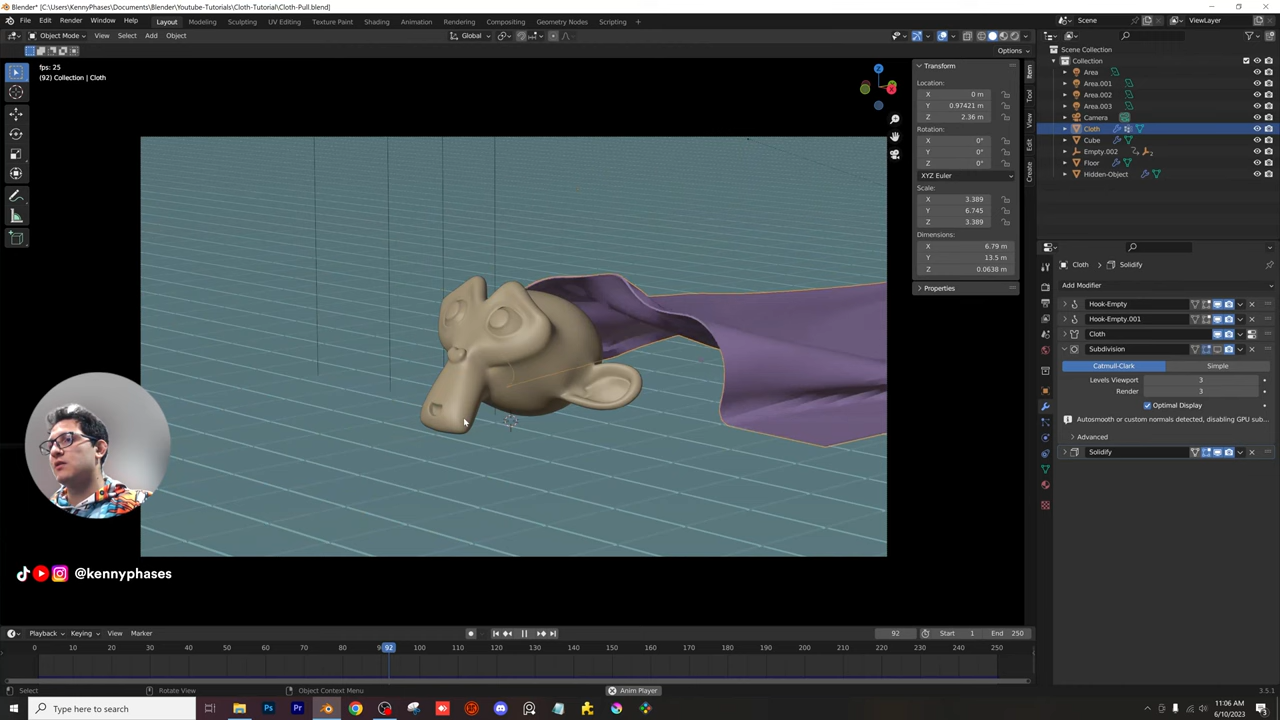 Blender* [C:\Users\KennyPhases\Documents\Blender\Youtube-Tutorials\Cloth-Tutorial\Cloth-Pull.blend]
File Edit Render Window Help Layout Modeling Sculpting UV Editing Texture Paint Shading Animation Rendering Compositing Geometry Nodes Scripting + Scene ViewLayer
Object Mode View Select Add Object Global
Options
fps: 25
(92) Collection | Cloth
Z
Transform
Location:
X 0 m
Y 0.97421 m
Z 2.36 m
Rotation:
X 0°
Y 0°
Z 0°
XYZ Euler
Scale:
X 3.389
Y 6.745
Z 3.389
Dimensions:
X 6.79 m
Y 13.5 m
Z 0.0638 m
Properties
Item
Tool
View
Edit
Create
Scene Collection
Collection
Area
Area.001
Area.002
Area.003
Camera
Cloth
Cube
Empty.002
Floor
Hidden-Object
Cloth > Solidify
Add Modifier
Hook-Empty
Hook-Empty.001
Cloth
Subdivision
Catmull-Clark Simple
Levels Viewport 3
Render 3
Optimal Display
Autosmooth or custom normals detected, disabling GPU sub...
Advanced
Solidify
@kennyphases
Playback Keying View Marker 92 Start 1 End 250
0 10 20 30 40 50 60 70 80 92 100 110 120 130 140 150 160 170 180 190 200 210 220 230 240 250
Select Rotate View Object Context Menu Anim Player 3.5.1
Type here to search
11:06 AM
6/10/2023